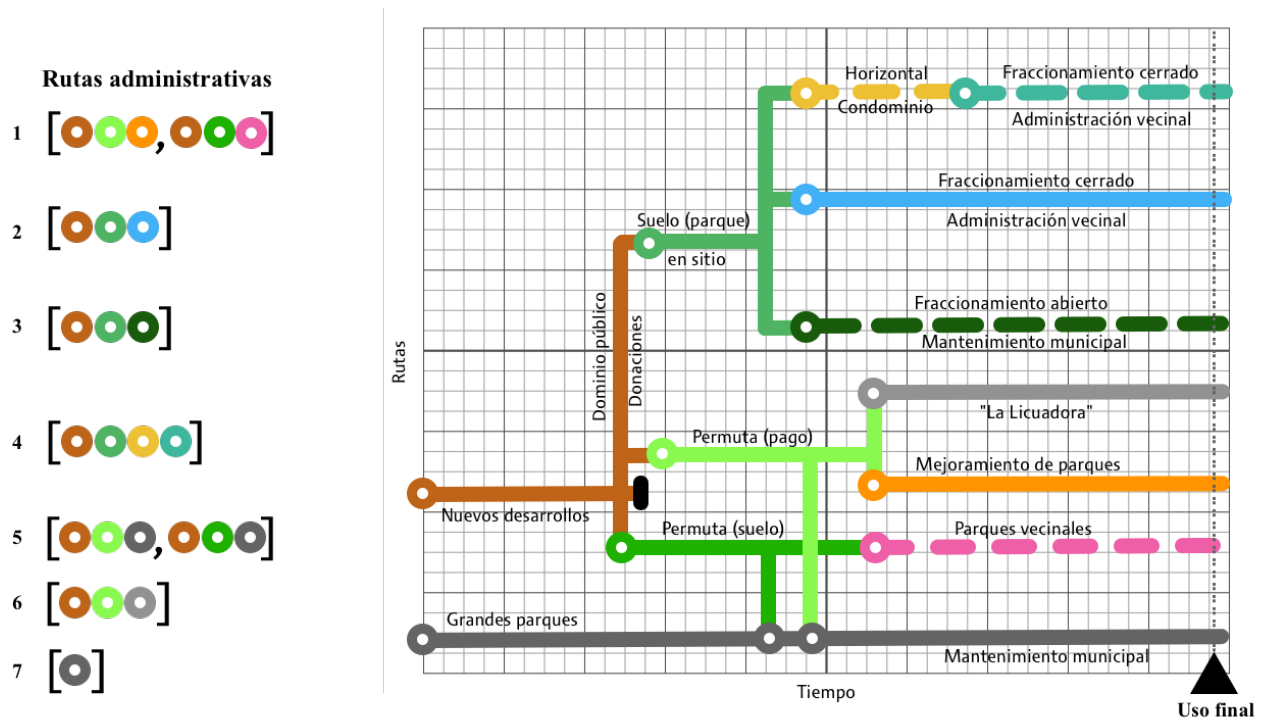 Rutas administrativas
1 [ , ]
2 [ ]
3 [ ]
4 [ ]
5 [ , ]
6 [ ]
7 [ ]
Rutas
Horizontal
Condominio
Fraccionamiento cerrado
Administración vecinal
Fraccionamiento cerrado
Administración vecinal
Suelo (parque)
en sitio
Fraccionamiento abierto
Mantenimiento municipal
Dominio público
Donaciones
"La Licuadora"
Permuta (pago)
Mejoramiento de parques
Nuevos desarrollos
Permuta (suelo)
Parques vecinales
Grandes parques
Mantenimiento municipal
Tiempo
Uso final